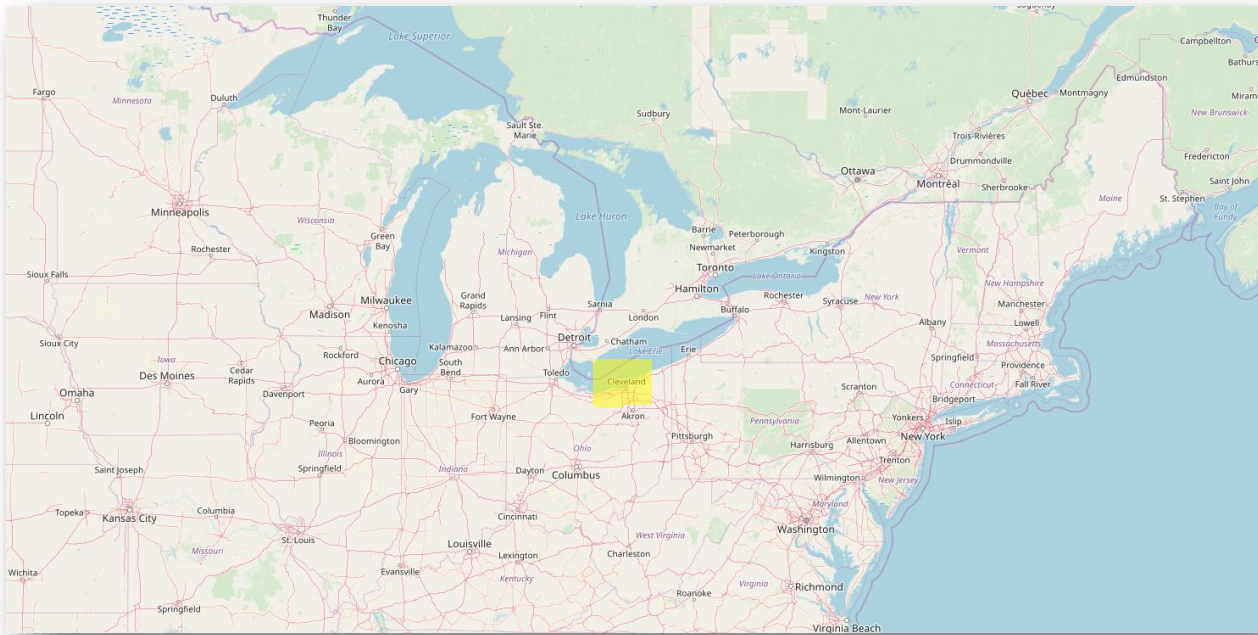 Thunder
Bay
Lake Superior
Saguenay
Campbellton
Bathurs
Edmundston
Fargo
Minnesota
Duluth
Québec
Montmagny
Miram
New Brunswick
Sudbury
Mont-Laurier
Sault Ste.
Marie
Trois-Rivières
Drummondville
Fredericton
Ottawa
Montréal
Sherbrooke
Saint John
Maine
St. Stephen
Minneapolis
Wisconsin
Lake Huron
Bay of
Fundy
Green
Bay
Barrie
Peterborough
Rochester
Michigan
Newmarket
Kingston
Vermont
Toronto
Lake Ontario
Sioux Falls
New Hampshire
Hamilton
Milwaukee
Grand
Rapids
Sarnia
Rochester
Syracuse
New York
Manchester
Madison
Lansing
Flint
London
Buffalo
Albany
Lowell
Kenosha
Sioux City
Detroit
Chatham
Massachusetts
Kalamazoo
Ann Arbor
Lake Erie
Erie
Rockford
Iowa
Chicago
South
Bend
Springfield
Providence
Cedar
Rapids
Des Moines
Aurora
Toledo
Cleveland
Scranton
Connecticut
Fall River
Omaha
Davenport
Gary
Bridgeport
Lincoln
Fort Wayne
Akron
Pennsylvania
Yonkers
Islip
Peoria
New York
Pittsburgh
Bloomington
Harrisburg
Allentown
Illinois
Ohio
Trenton
Saint Joseph
Springfield
Indiana
Dayton
Columbus
Wilmington
New Jersey
Topeka
Kansas City
Columbia
Cincinnati
Maryland
Washington
St. Louis
West Virginia
Missouri
Louisville
Lexington
Charleston
Wichita
Evansville
Kentucky
Virginia
Richmond
Roanoke
Springfield
Virginia Beach